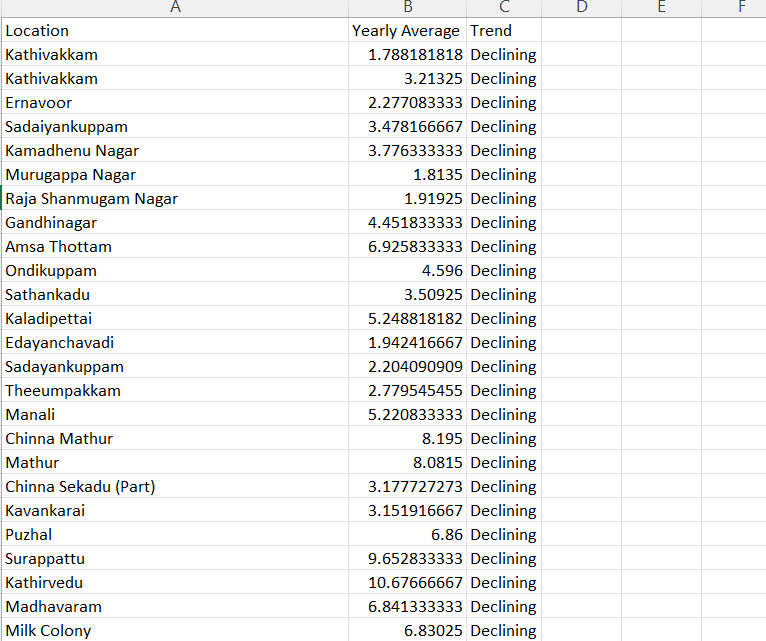 A B C D E F
Location Yearly Average Trend
Kathivakkam 1.788181818 Declining
Kathivakkam 3.21325 Declining
Ernavoor 2.277083333 Declining
Sadaiyankuppam 3.478166667 Declining
Kamadhenu Nagar 3.776333333 Declining
Murugappa Nagar 1.8135 Declining
Raja Shanmugam Nagar 1.91925 Declining
Gandhinagar 4.451833333 Declining
Amsa Thottam 6.925833333 Declining
Ondikuppam 4.596 Declining
Sathankadu 3.50925 Declining
Kaladipettai 5.248818182 Declining
Edayanchavadi 1.942416667 Declining
Sadayankuppam 2.204090909 Declining
Theeumpakkam 2.779545455 Declining
Manali 5.220833333 Declining
Chinna Mathur 8.195 Declining
Mathur 8.0815 Declining
Chinna Sekadu (Part) 3.177727273 Declining
Kavankarai 3.151916667 Declining
Puzhal 6.86 Declining
Surappattu 9.652833333 Declining
Kathirvedu 10.67666667 Declining
Madhavaram 6.841333333 Declining
Milk Colony 6.83025 Declining